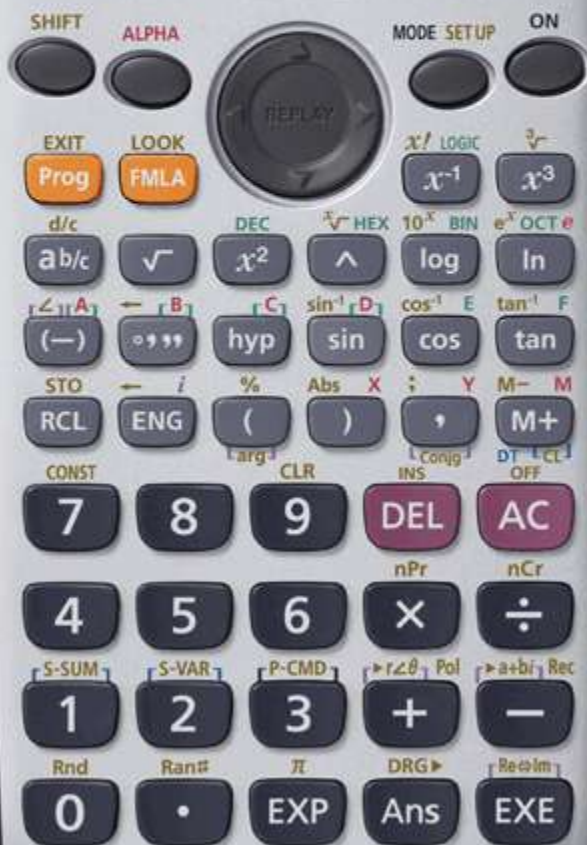 SHIFT ALPHA MODE SETUP ON
REPLAY
EXIT LOOK x! LOGIC ³√
Prog FMLA x⁻¹ x³
d/c DEC ˣ√ HEX 10ˣ BIN eˣ OCT e
ab/c √ x² ^ log ln
∠ A ← B C sin⁻¹ D cos⁻¹ E tan⁻¹ F
(−) ° , ,, hyp sin cos tan
STO ← i % Abs X ; Y M− M
RCL ENG ( ) , M+
arg Conjg DT CL
CONST CLR INS OFF
7 8 9 DEL AC
nPr nCr
4 5 6 × ÷
S-SUM S-VAR P-CMD ►r∠θ Pol ►a+bi Rec
1 2 3 + −
Rnd Ran# π DRG► Re⇔Im
0 . EXP Ans EXE